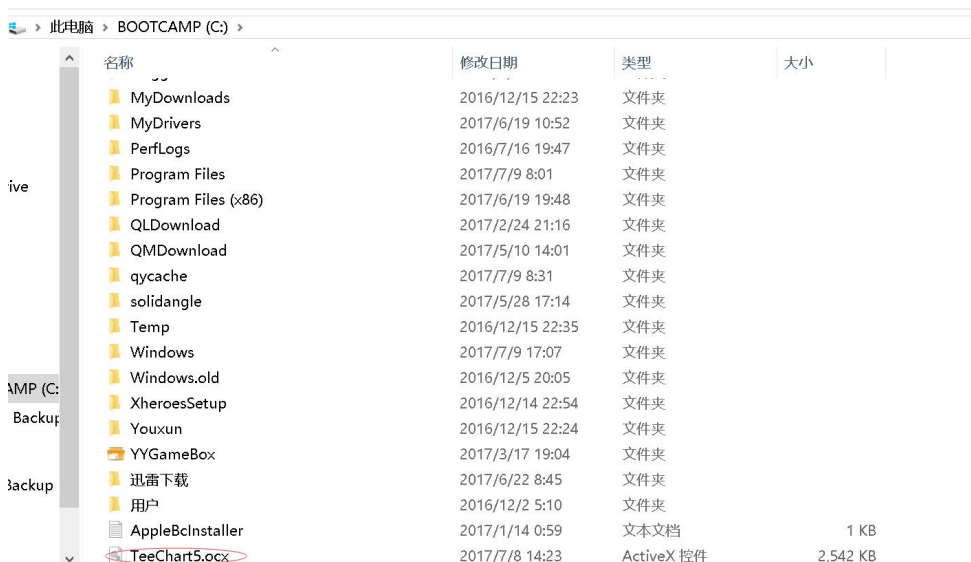 此电脑 > BOOTCAMP (C:) >
名称 修改日期 类型 大小
MyDownloads 2016/12/15 22:23 文件夹
MyDrivers 2017/6/19 10:52 文件夹
PerfLogs 2016/7/16 19:47 文件夹
Program Files 2017/7/9 8:01 文件夹
ive
Program Files (x86) 2017/6/19 19:48 文件夹
QLDownload 2017/2/24 21:16 文件夹
QMDownload 2017/5/10 14:01 文件夹
qycache 2017/7/9 8:31 文件夹
solidangle 2017/5/28 17:14 文件夹
Temp 2016/12/15 22:35 文件夹
Windows 2017/7/9 17:07 文件夹
Windows.old 2016/12/5 20:05 文件夹
AMP (C:
XheroesSetup 2016/12/14 22:54 文件夹
Backup
Youxun 2016/12/15 22:24 文件夹
YYGameBox 2017/3/17 19:04 文件夹
迅雷下载 2017/6/22 8:45 文件夹
Backup
用户 2016/12/2 5:10 文件夹
AppleBcInstaller 2017/1/14 0:59 文本文档 1 KB
TeeChart5.ocx 2017/7/8 14:23 ActiveX 控件 2,542 KB